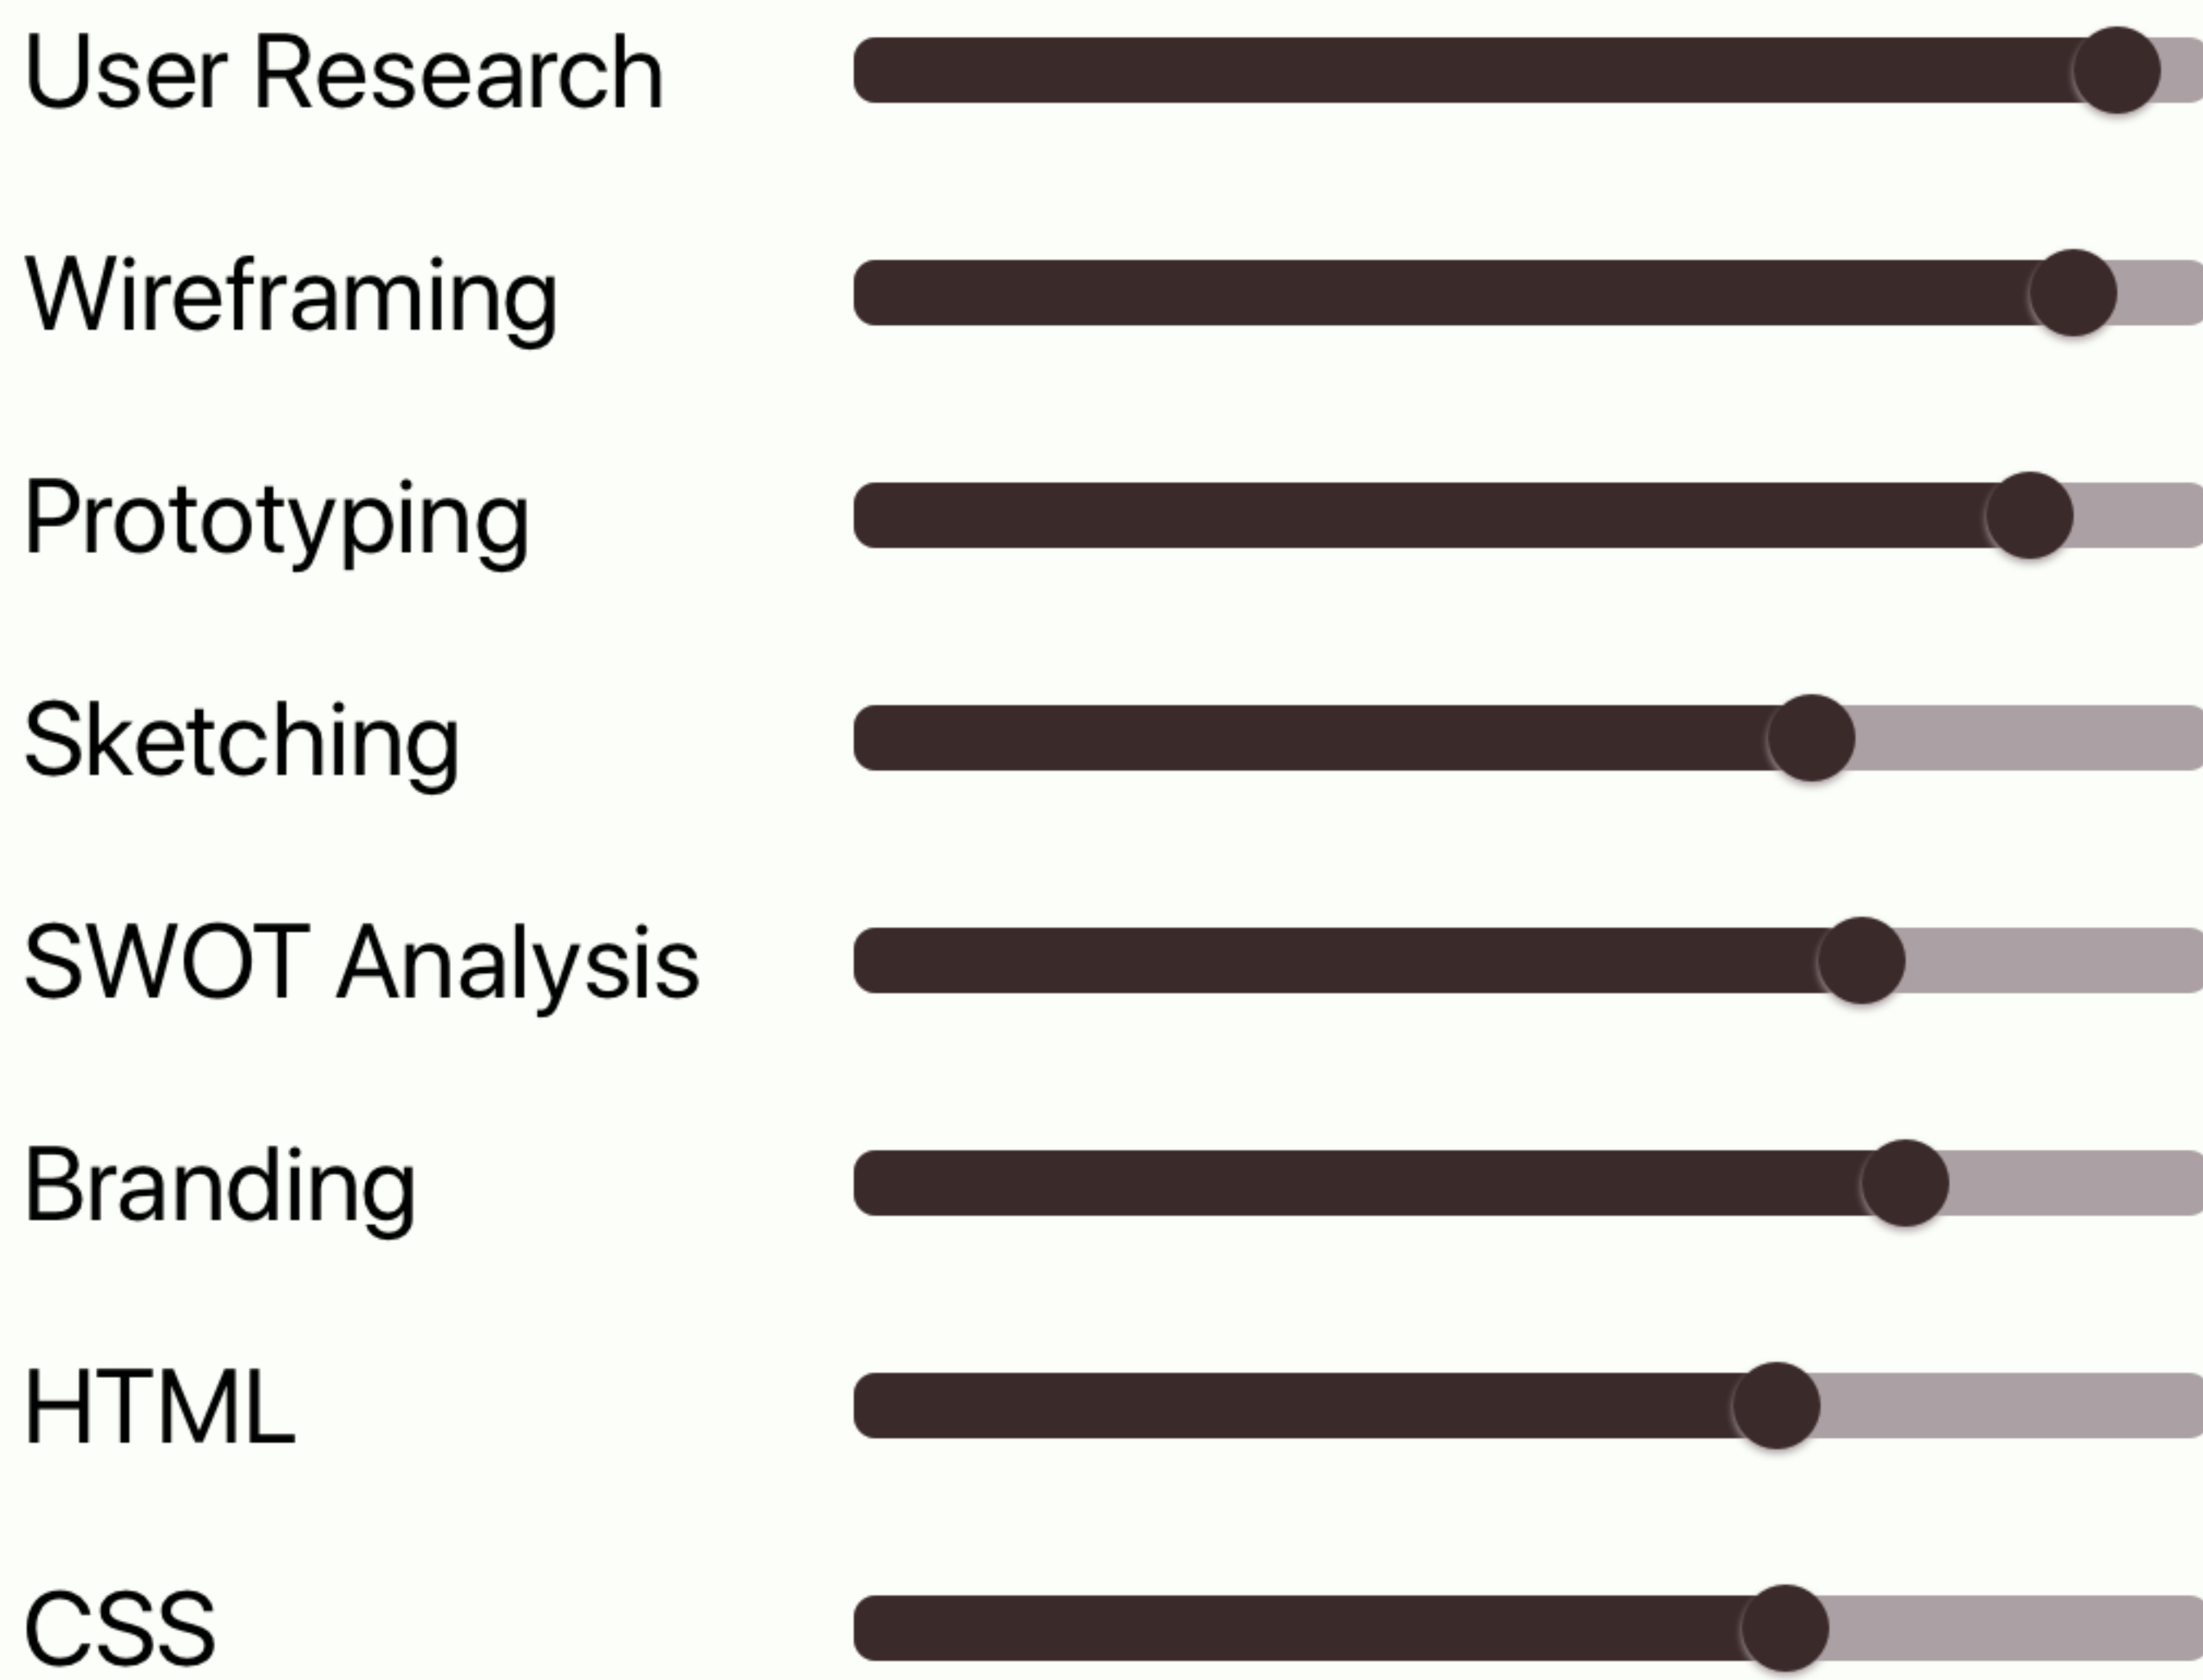 User Research
Wireframing
Prototyping
Sketching
SWOT Analysis
Branding
HTML
CSS